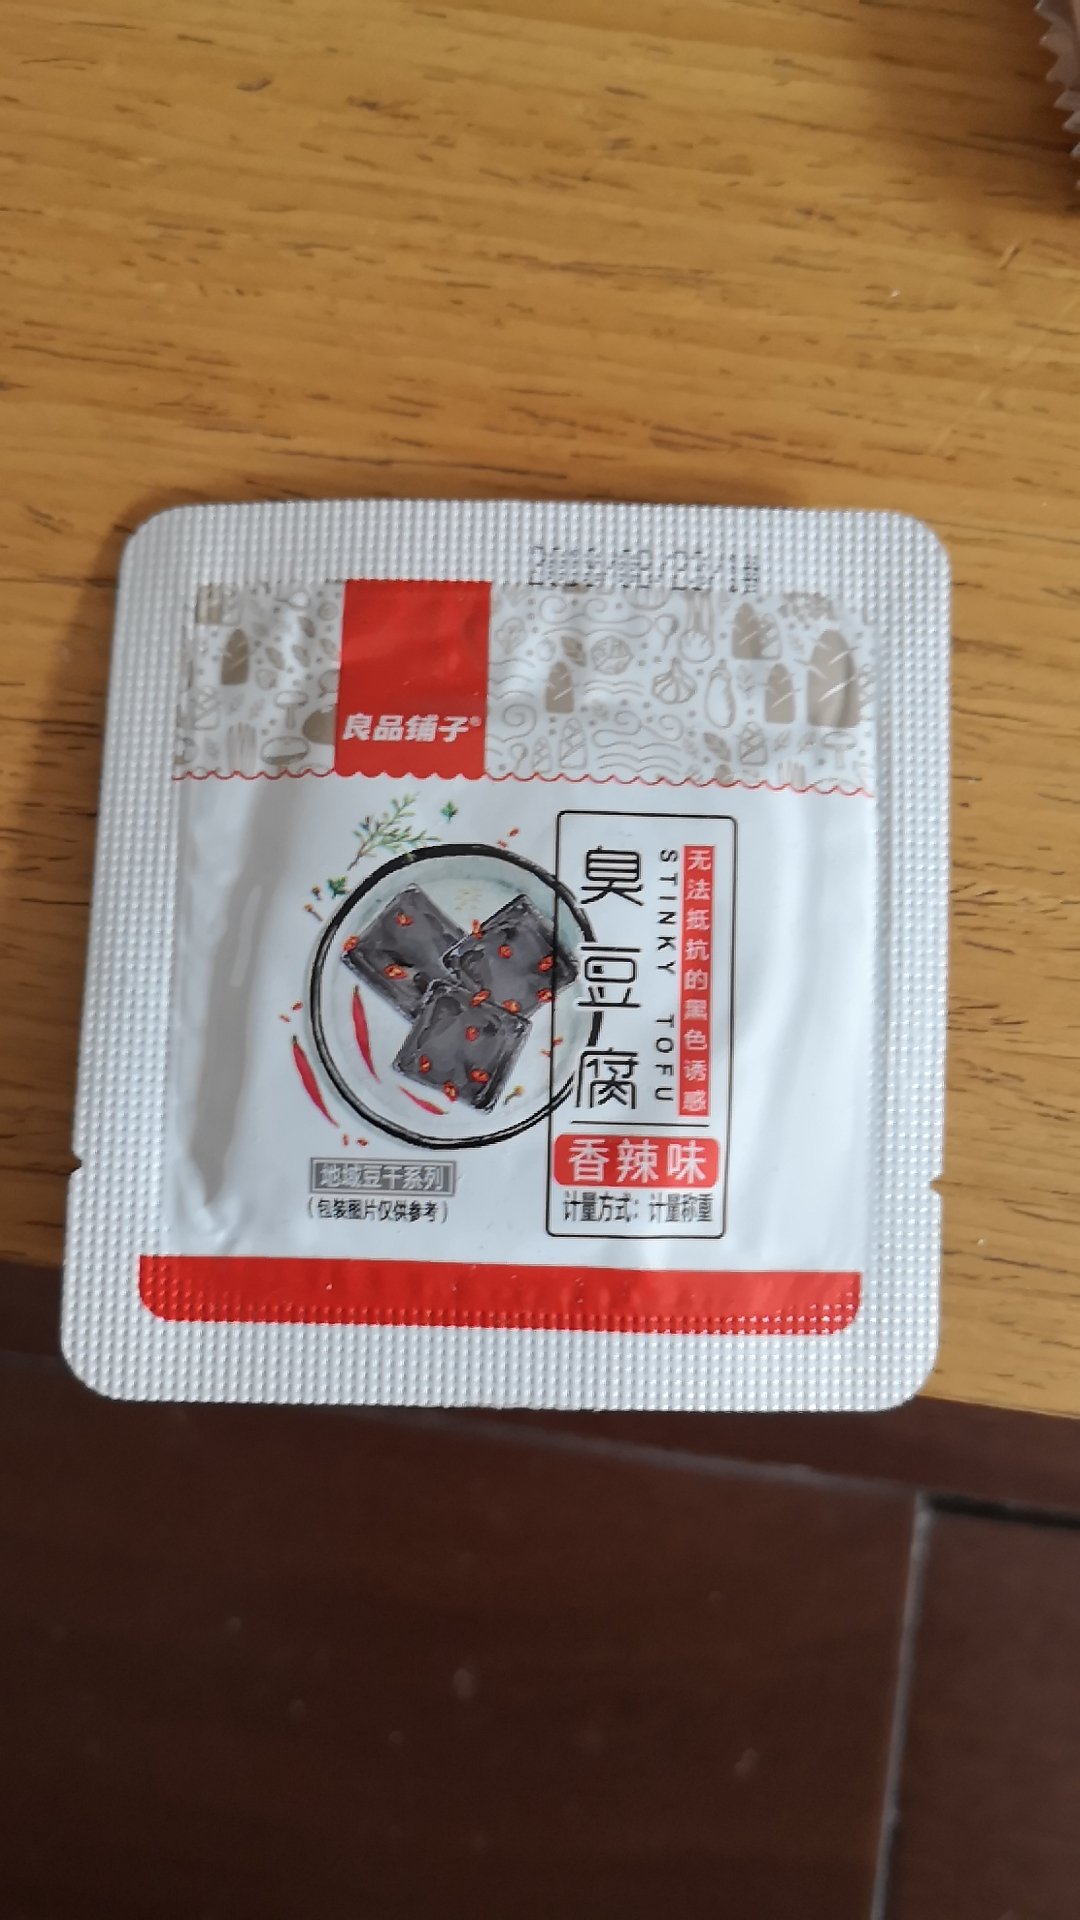 良品铺子®
臭豆腐
STINKY TOFU
无法抵抗的黑色诱惑
香辣味
计量方式：计量称重
地域豆干系列
（包装图片仅供参考）